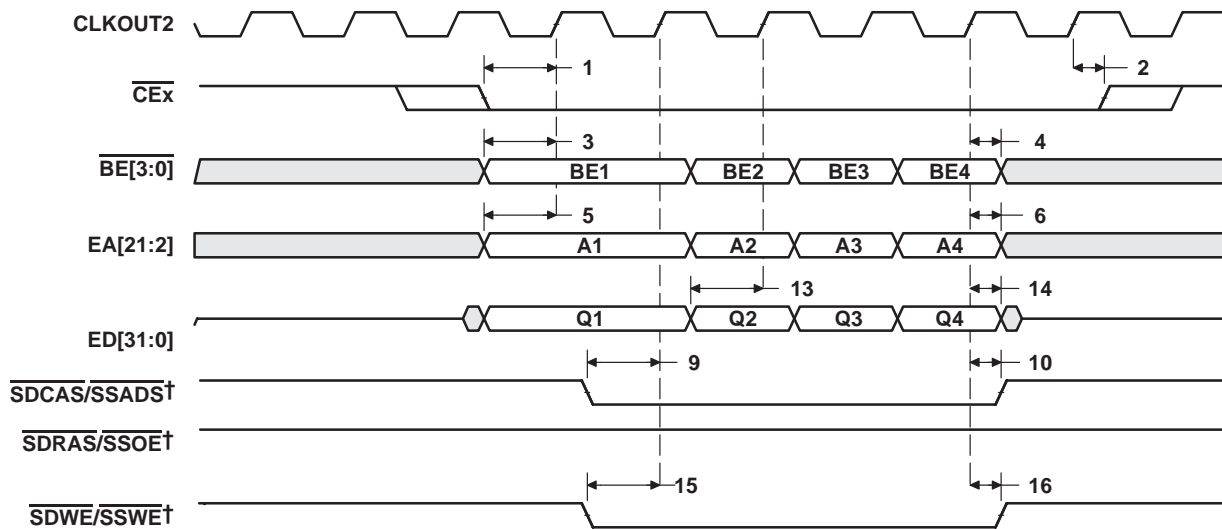 CLKOUT2
1 2
CEx
3 4
BE[3:0] BE1 BE2 BE3 BE4
5 6
EA[21:2] A1 A2 A3 A4
13 14
ED[31:0] Q1 Q2 Q3 Q4
9 10
SDCAS/SSADS†
SDRAS/SSOE†
15 16
SDWE/SSWE†